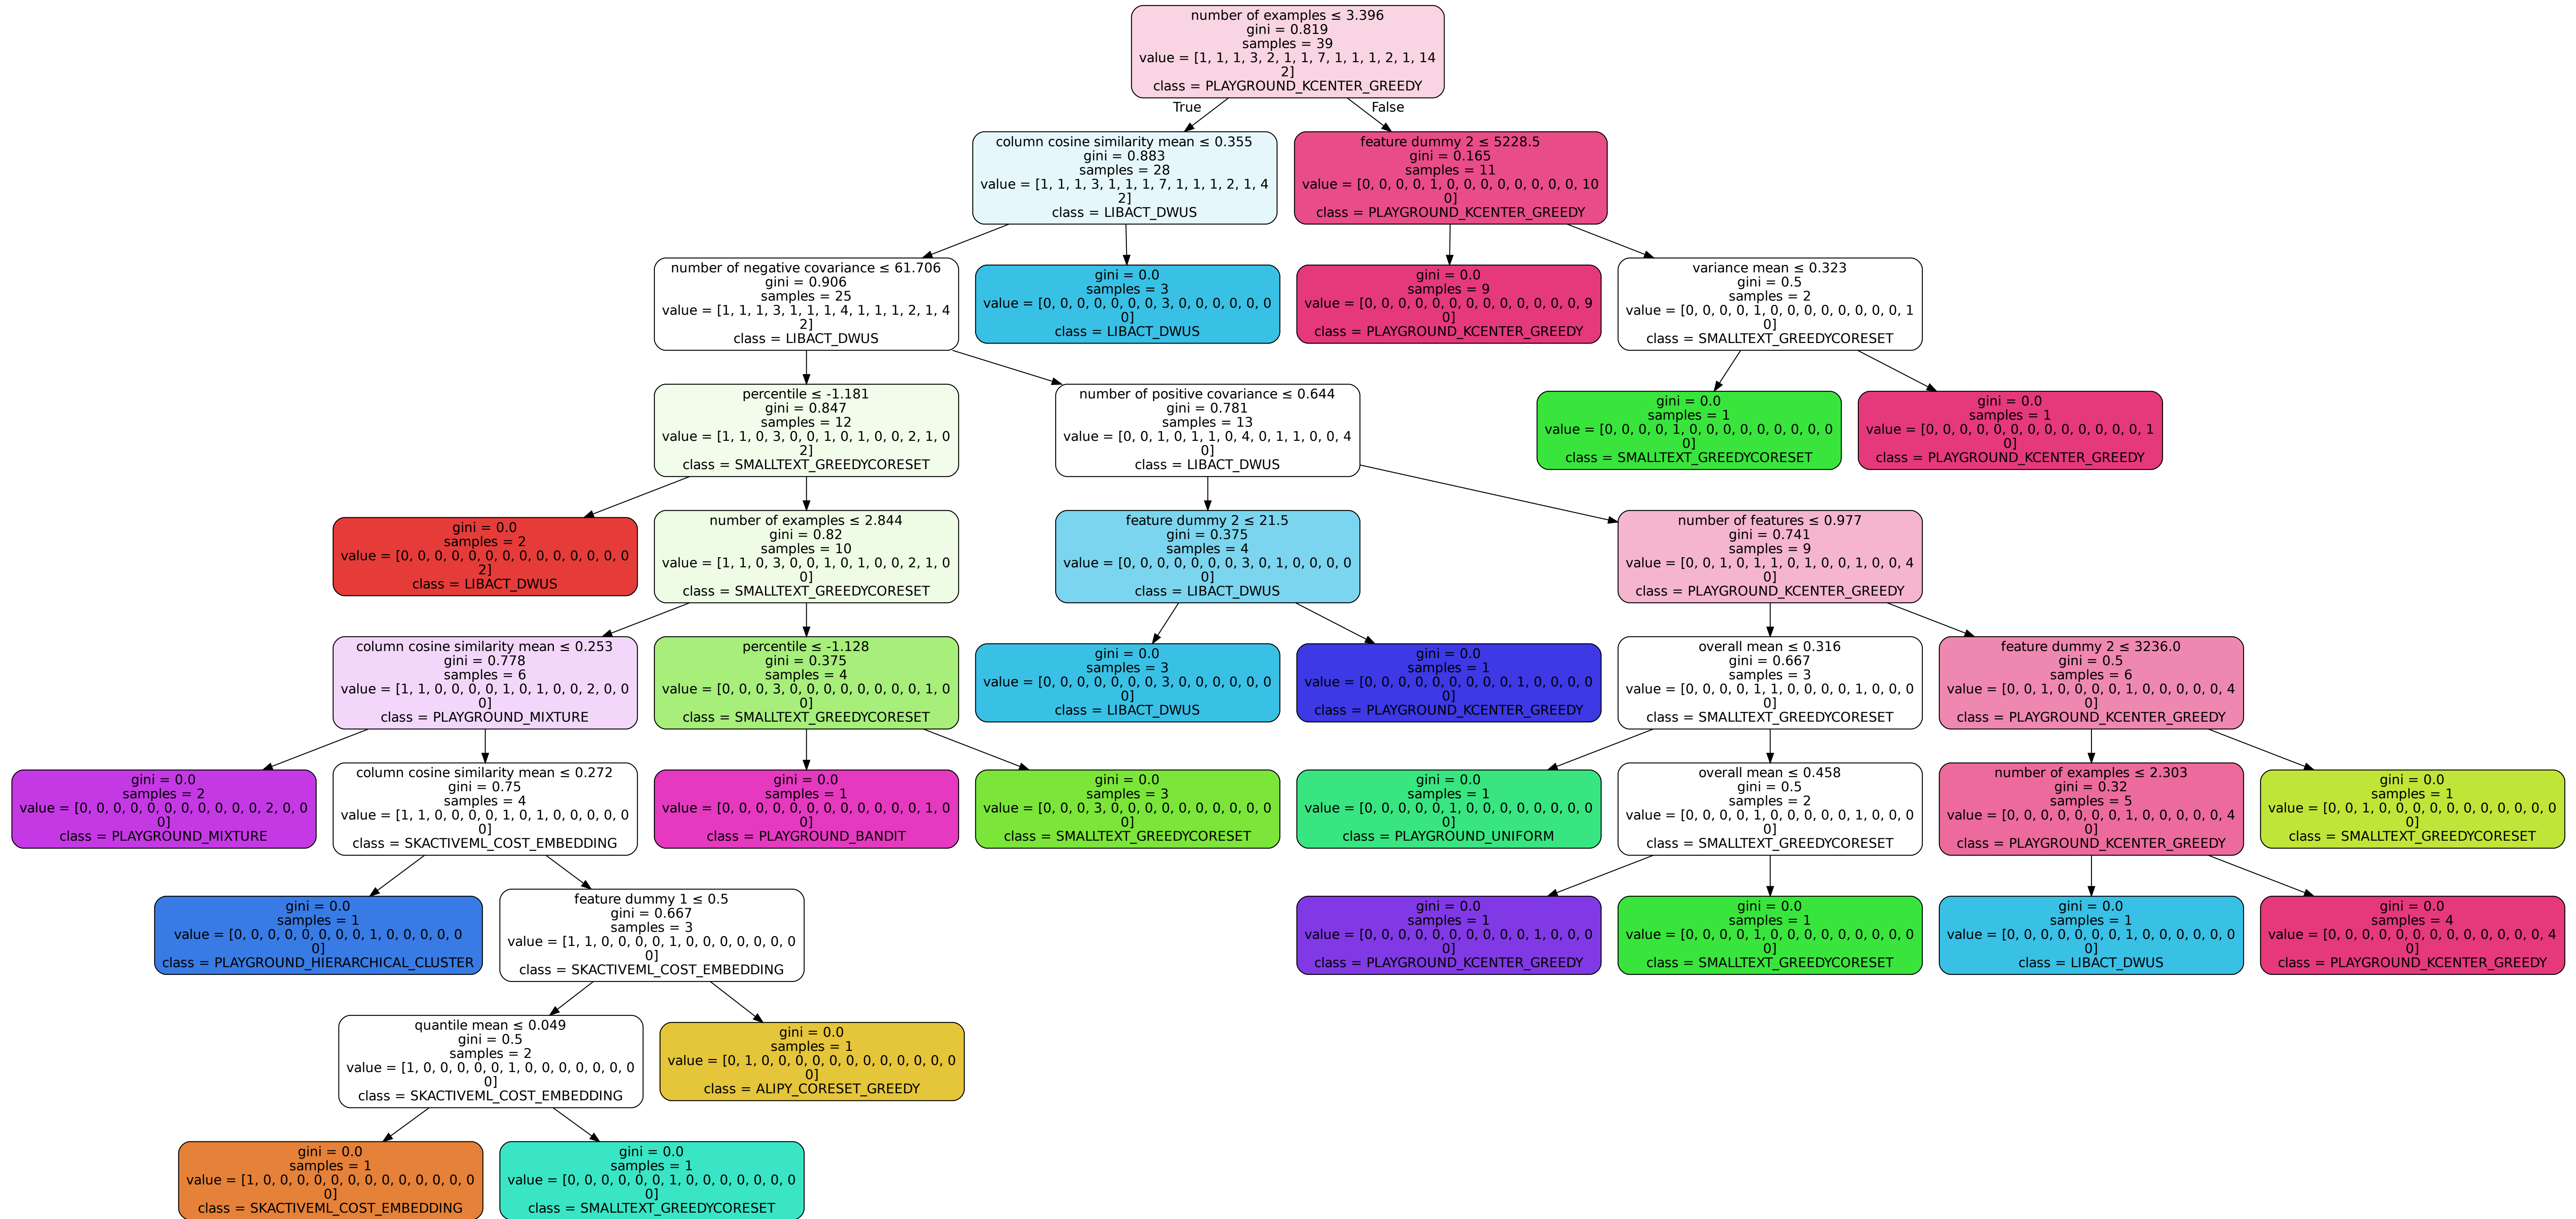 number of examples ≤ 3.396
gini = 0.819
samples = 39
value = [1, 1, 1, 3, 2, 1, 1, 7, 1, 1, 1, 2, 1, 14
2]
class = PLAYGROUND_KCENTER_GREEDY
True
False
column cosine similarity mean ≤ 0.355
gini = 0.883
samples = 28
value = [1, 1, 1, 3, 1, 1, 1, 7, 1, 1, 1, 2, 1, 4
2]
class = LIBACT_DWUS
feature dummy 2 ≤ 5228.5
gini = 0.165
samples = 11
value = [0, 0, 0, 0, 1, 0, 0, 0, 0, 0, 0, 0, 0, 10
0]
class = PLAYGROUND_KCENTER_GREEDY
number of negative covariance ≤ 61.706
gini = 0.906
samples = 25
value = [1, 1, 1, 3, 1, 1, 1, 4, 1, 1, 1, 2, 1, 4
2]
class = LIBACT_DWUS
gini = 0.0
samples = 3
value = [0, 0, 0, 0, 0, 0, 0, 3, 0, 0, 0, 0, 0, 0
0]
class = LIBACT_DWUS
gini = 0.0
samples = 9
value = [0, 0, 0, 0, 0, 0, 0, 0, 0, 0, 0, 0, 0, 9
0]
class = PLAYGROUND_KCENTER_GREEDY
variance mean ≤ 0.323
gini = 0.5
samples = 2
value = [0, 0, 0, 0, 1, 0, 0, 0, 0, 0, 0, 0, 0, 1
0]
class = SMALLTEXT_GREEDYCORESET
percentile ≤ -1.181
gini = 0.847
samples = 12
value = [1, 1, 0, 3, 0, 0, 1, 0, 1, 0, 0, 2, 1, 0
2]
class = SMALLTEXT_GREEDYCORESET
number of positive covariance ≤ 0.644
gini = 0.781
samples = 13
value = [0, 0, 1, 0, 1, 1, 0, 4, 0, 1, 1, 0, 0, 4
0]
class = LIBACT_DWUS
gini = 0.0
samples = 1
value = [0, 0, 0, 0, 1, 0, 0, 0, 0, 0, 0, 0, 0, 0
0]
class = SMALLTEXT_GREEDYCORESET
gini = 0.0
samples = 1
value = [0, 0, 0, 0, 0, 0, 0, 0, 0, 0, 0, 0, 0, 1
0]
class = PLAYGROUND_KCENTER_GREEDY
gini = 0.0
samples = 2
value = [0, 0, 0, 0, 0, 0, 0, 0, 0, 0, 0, 0, 0, 0
2]
class = LIBACT_DWUS
number of examples ≤ 2.844
gini = 0.82
samples = 10
value = [1, 1, 0, 3, 0, 0, 1, 0, 1, 0, 0, 2, 1, 0
0]
class = SMALLTEXT_GREEDYCORESET
feature dummy 2 ≤ 21.5
gini = 0.375
samples = 4
value = [0, 0, 0, 0, 0, 0, 0, 3, 0, 1, 0, 0, 0, 0
0]
class = LIBACT_DWUS
number of features ≤ 0.977
gini = 0.741
samples = 9
value = [0, 0, 1, 0, 1, 1, 0, 1, 0, 0, 1, 0, 0, 4
0]
class = PLAYGROUND_KCENTER_GREEDY
column cosine similarity mean ≤ 0.253
gini = 0.778
samples = 6
value = [1, 1, 0, 0, 0, 0, 1, 0, 1, 0, 0, 2, 0, 0
0]
class = PLAYGROUND_MIXTURE
percentile ≤ -1.128
gini = 0.375
samples = 4
value = [0, 0, 0, 3, 0, 0, 0, 0, 0, 0, 0, 0, 1, 0
0]
class = SMALLTEXT_GREEDYCORESET
gini = 0.0
samples = 3
value = [0, 0, 0, 0, 0, 0, 0, 3, 0, 0, 0, 0, 0, 0
0]
class = LIBACT_DWUS
gini = 0.0
samples = 1
value = [0, 0, 0, 0, 0, 0, 0, 0, 0, 1, 0, 0, 0, 0
0]
class = PLAYGROUND_KCENTER_GREEDY
overall mean ≤ 0.316
gini = 0.667
samples = 3
value = [0, 0, 0, 0, 1, 1, 0, 0, 0, 0, 1, 0, 0, 0
0]
class = SMALLTEXT_GREEDYCORESET
feature dummy 2 ≤ 3236.0
gini = 0.5
samples = 6
value = [0, 0, 1, 0, 0, 0, 0, 1, 0, 0, 0, 0, 0, 4
0]
class = PLAYGROUND_KCENTER_GREEDY
gini = 0.0
samples = 2
value = [0, 0, 0, 0, 0, 0, 0, 0, 0, 0, 0, 2, 0, 0
0]
class = PLAYGROUND_MIXTURE
column cosine similarity mean ≤ 0.272
gini = 0.75
samples = 4
value = [1, 1, 0, 0, 0, 0, 1, 0, 1, 0, 0, 0, 0, 0
0]
class = SKACTIVEML_COST_EMBEDDING
gini = 0.0
samples = 1
value = [0, 0, 0, 0, 0, 0, 0, 0, 0, 0, 0, 0, 1, 0
0]
class = PLAYGROUND_BANDIT
gini = 0.0
samples = 3
value = [0, 0, 0, 3, 0, 0, 0, 0, 0, 0, 0, 0, 0, 0
0]
class = SMALLTEXT_GREEDYCORESET
gini = 0.0
samples = 1
value = [0, 0, 0, 0, 0, 1, 0, 0, 0, 0, 0, 0, 0, 0
0]
class = PLAYGROUND_UNIFORM
overall mean ≤ 0.458
gini = 0.5
samples = 2
value = [0, 0, 0, 0, 1, 0, 0, 0, 0, 0, 1, 0, 0, 0
0]
class = SMALLTEXT_GREEDYCORESET
number of examples ≤ 2.303
gini = 0.32
samples = 5
value = [0, 0, 0, 0, 0, 0, 0, 1, 0, 0, 0, 0, 0, 4
0]
class = PLAYGROUND_KCENTER_GREEDY
gini = 0.0
samples = 1
value = [0, 0, 1, 0, 0, 0, 0, 0, 0, 0, 0, 0, 0, 0
0]
class = SMALLTEXT_GREEDYCORESET
gini = 0.0
samples = 1
value = [0, 0, 0, 0, 0, 0, 0, 0, 1, 0, 0, 0, 0, 0
0]
class = PLAYGROUND_HIERARCHICAL_CLUSTER
feature dummy 1 ≤ 0.5
gini = 0.667
samples = 3
value = [1, 1, 0, 0, 0, 0, 1, 0, 0, 0, 0, 0, 0, 0
0]
class = SKACTIVEML_COST_EMBEDDING
gini = 0.0
samples = 1
value = [0, 0, 0, 0, 0, 0, 0, 0, 0, 0, 1, 0, 0, 0
0]
class = PLAYGROUND_KCENTER_GREEDY
gini = 0.0
samples = 1
value = [0, 0, 0, 0, 1, 0, 0, 0, 0, 0, 0, 0, 0, 0
0]
class = SMALLTEXT_GREEDYCORESET
gini = 0.0
samples = 1
value = [0, 0, 0, 0, 0, 0, 0, 1, 0, 0, 0, 0, 0, 0
0]
class = LIBACT_DWUS
gini = 0.0
samples = 4
value = [0, 0, 0, 0, 0, 0, 0, 0, 0, 0, 0, 0, 0, 4
0]
class = PLAYGROUND_KCENTER_GREEDY
quantile mean ≤ 0.049
gini = 0.5
samples = 2
value = [1, 0, 0, 0, 0, 0, 1, 0, 0, 0, 0, 0, 0, 0
0]
class = SKACTIVEML_COST_EMBEDDING
gini = 0.0
samples = 1
value = [0, 1, 0, 0, 0, 0, 0, 0, 0, 0, 0, 0, 0, 0
0]
class = ALIPY_CORESET_GREEDY
gini = 0.0
samples = 1
value = [1, 0, 0, 0, 0, 0, 0, 0, 0, 0, 0, 0, 0, 0
0]
class = SKACTIVEML_COST_EMBEDDING
gini = 0.0
samples = 1
value = [0, 0, 0, 0, 0, 0, 1, 0, 0, 0, 0, 0, 0, 0
0]
class = SMALLTEXT_GREEDYCORESET